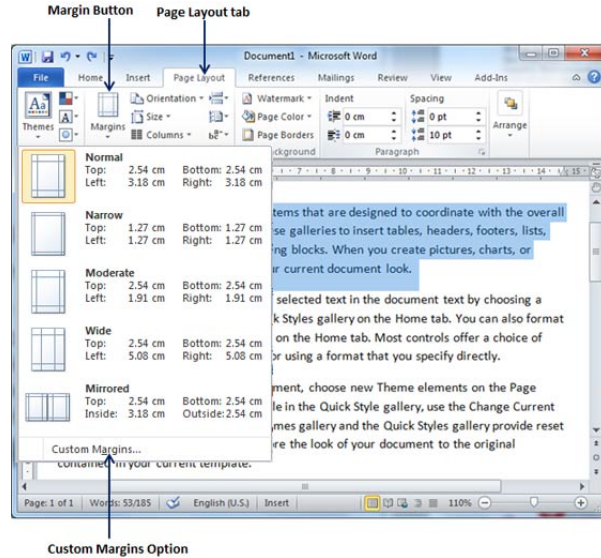 Margin Button
Page Layout tab
Document1 - Microsoft Word
File Home Insert Page Layout References Mailings Review View Add-Ins
Themes
Margins
Orientation
Size
Columns
Watermark
Page Color
Page Borders
Indent
0 cm
0 cm
Spacing
0 pt
10 pt
Arrange
ckground
Paragraph
Normal
Top: 2.54 cm Bottom: 2.54 cm
Left: 3.18 cm Right: 3.18 cm
Narrow
Top: 1.27 cm Bottom: 1.27 cm
Left: 1.27 cm Right: 1.27 cm
Moderate
Top: 2.54 cm Bottom: 2.54 cm
Left: 1.91 cm Right: 1.91 cm
Wide
Top: 2.54 cm Bottom: 2.54 cm
Left: 5.08 cm Right: 5.08 cm
Mirrored
Top: 2.54 cm Bottom: 2.54 cm
Inside: 3.18 cm Outside: 2.54 cm
Custom Margins...
7 8 9 10 11 12 13 14 15
tems that are designed to coordinate with the overall
se galleries to insert tables, headers, footers, lists,
ng blocks. When you create pictures, charts, or
ur current document look.
selected text in the document text by choosing a
k Styles gallery on the Home tab. You can also format
on the Home tab. Most controls offer a choice of
or using a format that you specify directly.
ment, choose new Theme elements on the Page
le in the Quick Style gallery, use the Change Current
mes gallery and the Quick Styles gallery provide reset
re the look of your document to the original
contained in your current template.
Page: 1 of 1 Words: 53/185 English (U.S.) Insert 110%
Custom Margins Option